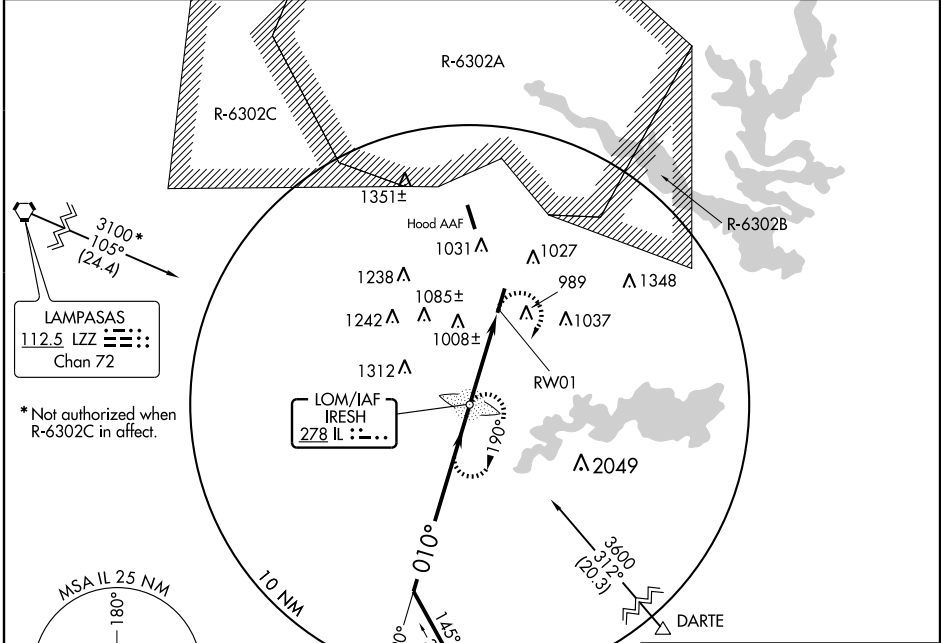 R-6302A
R-6302C
1351±
3100 *
105°
(24.4)
Hood AAF
R-6302B
1031
1027
1238
989
1348
1085±
LAMPASAS
112.5 LZZ
Chan 72
1242
1008±
1037
1312
RW01
* Not authorized when
R-6302C in affect.
LOM/IAF
IRESH
278 IL
190°
2049
010°
3600
312°
(20.3)
10 NM
MSA IL 25 NM
180°
145°
DARTE